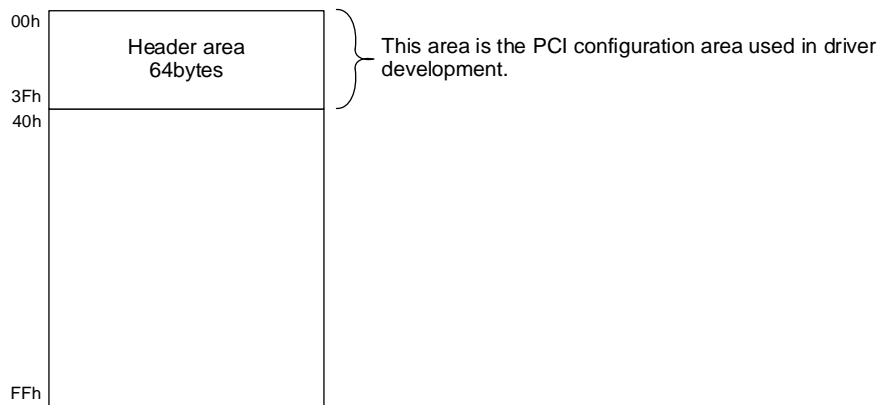 00h
Header area
64bytes
This area is the PCI configuration area used in driver
development.
3Fh
40h
FFh